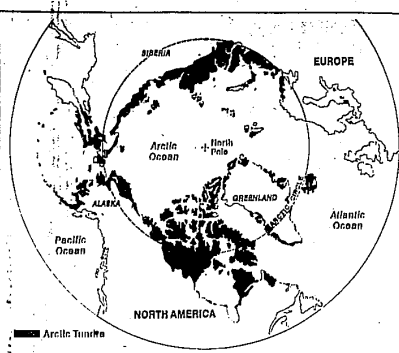 SIBERIA
EUROPE
Arctic
Ocean
North
Pole
ALASKA
GREENLAND
Atlantic
Ocean
Pacific
Ocean
NORTH AMERICA
Arctic Tundra